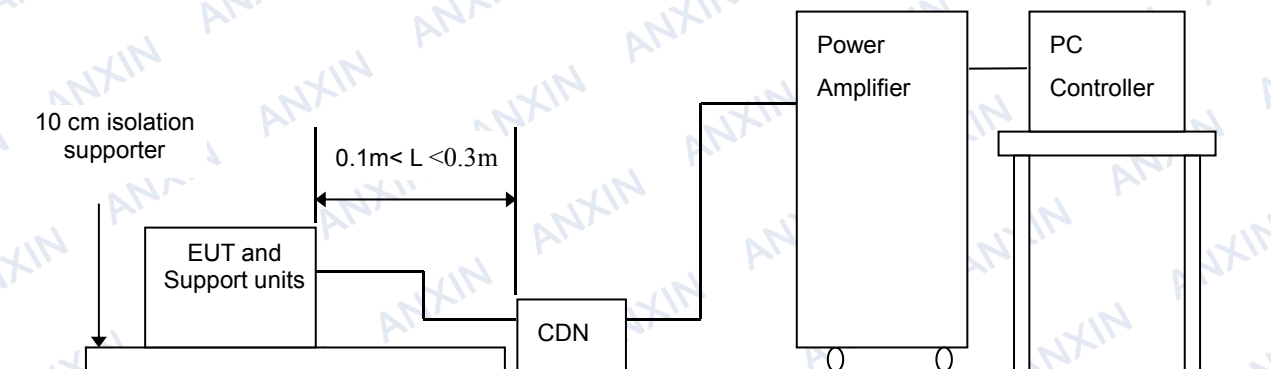 Power
Amplifier
PC
Controller
10 cm isolation
supporter
0.1m< L <0.3m
EUT and
Support units
CDN
ANXIN